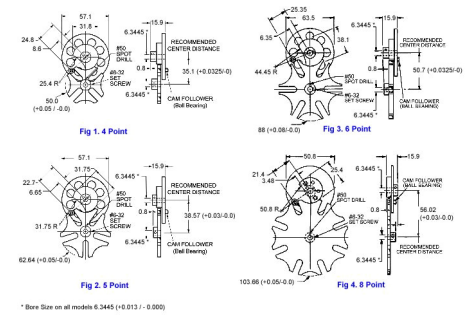 57.1
31.8
24.8
8.6
#50
SPOT
DRILL
#8-32
SET
SCREW
25.4 R
50.0
(+0.05 / -0.0)
15.9
6.3445 *
RECOMMENDED
CENTER DISTANCE
0.8
35.1 (+0.0325/-0)
6.3445 *
CAM FOLLOWER
(Ball Bearing)
Fig 1. 4 Point
25.35
63.5
6.35
38.1
44.45 R
#50
SPOT DRILL
#8-32
SET SCREW
88 (+0.08/-0.0)
15.9
6.3445 *
RECOMMENDED
CENTER DISTANCE
0.8
50.7 (+0.0325/-0)
6.3445 *
CAM FOLLOWER
(BALL BEARING)
Fig 3. 6 Point
57.1
31.75
22.7
6.65
#50
SPOT
DRILL
#8-32
SET
SCREW
31.75 R
62.64 (+0.05/-0.0)
15.9
6.3445 *
RECOMMENDED
CENTER DISTANCE
0.8
38.57 (+0.03/-0.0)
6.3445 *
CAM FOLLOWER
(Ball Bearing)
Fig 2. 5 Point
50.8
21.4
3.48
25.4
50.8 R
#50
SPOT DRILL
#8-32
SET SCREW
103.66 (+0.05/-0.0)
15.9
6.3445 *
CAM FOLLOWER
(BALL BEARING)
0.8
56.02
(+0.03/-0.0)
6.3445 *
RECOMMENDED
CENTER DISTANCE
Fig 4. 8 Point
* Bore Size on all models 6.3445 (+0.013 / - 0.000)